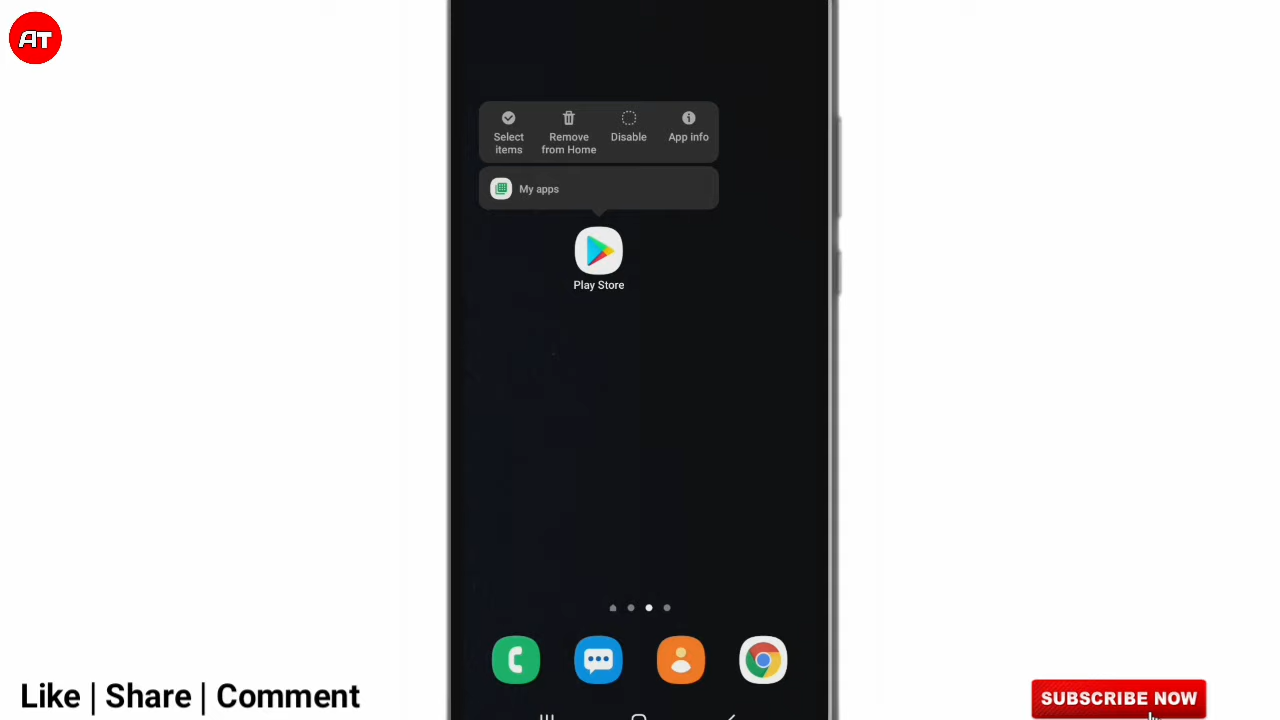 AT
Select
items
Remove
from Home
Disable
App info
My apps
Play Store
Like | Share | Comment
SUBSCRIBE NOW